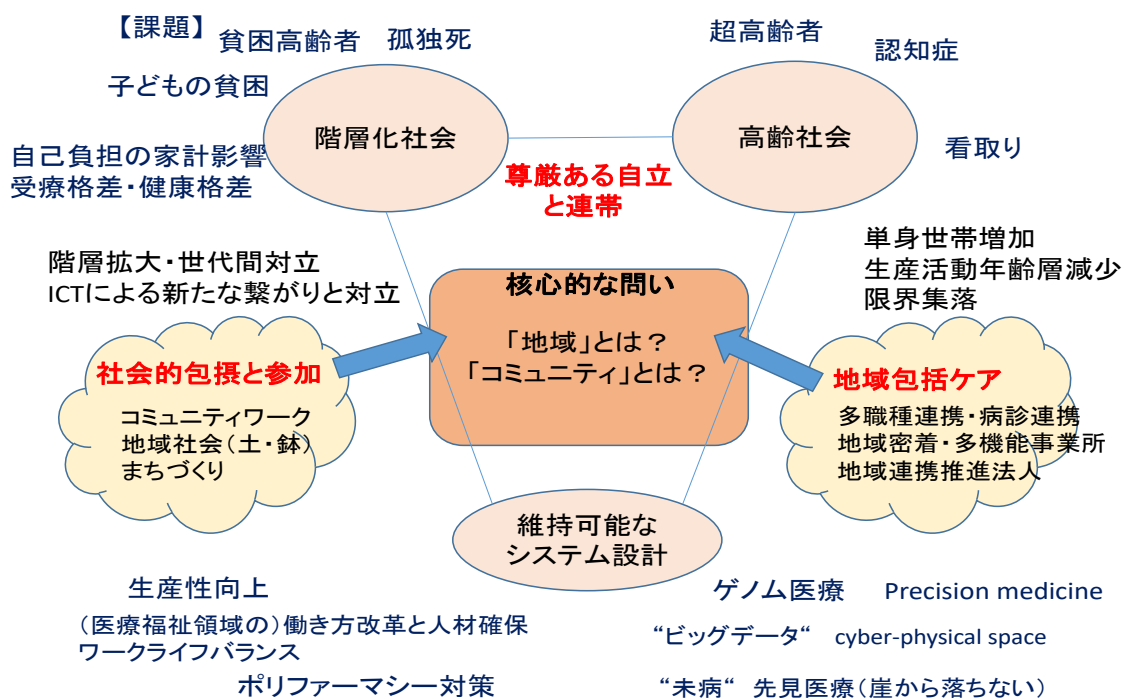 【課題】
貧困高齢者
孤独死
子どもの貧困
階層化社会
自己負担の家計影響
受療格差・健康格差
超高齢者
認知症
高齢社会
看取り
尊厳ある自立
と連帯
階層拡大・世代間対立
ICTによる新たな繋がりと対立
単身世帯増加
生産活動年齢層減少
限界集落
核心的な問い
「地域」とは？
「コミュニティ」とは？
社会的包摂と参加
コミュニティワーク
地域社会（土・鉢）
まちづくり
地域包括ケア
多職種連携・病診連携
地域密着・多機能事業所
地域連携推進法人
維持可能な
システム設計
生産性向上
（医療福祉領域の）働き方改革と人材確保
ワークライフバランス
ポリファーマシー対策
ゲノム医療 Precision medicine
“ビッグデータ“ cyber-physical space
“未病“ 先見医療（崖から落ちない）